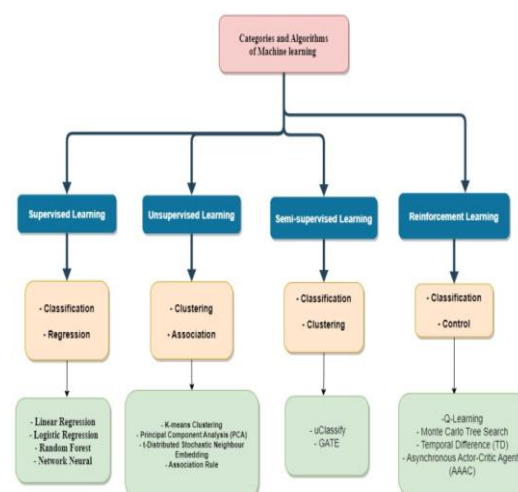 Categories and Algorithms
of Machine learning
Supervised Learning
Unsupervised Learning
Semi-supervised Learning
Reinforcement Learning
- Classification
- Regression
- Clustering
- Association
- Classification
- Clustering
- Classification
- Control
- Linear Regression
- Logistic Regression
- Random Forest
- Network Neural
- K-means Clustering
- Principal Component Analysis (PCA)
- t-Distributed Stochastic Neighbour
Embedding
- Association Rule
- uClassify
- GATE
-Q-Learning
- Monte Carlo Tree Search
- Temporal Difference (TD)
- Asynchronous Actor-Critic Agent
(AAAC)